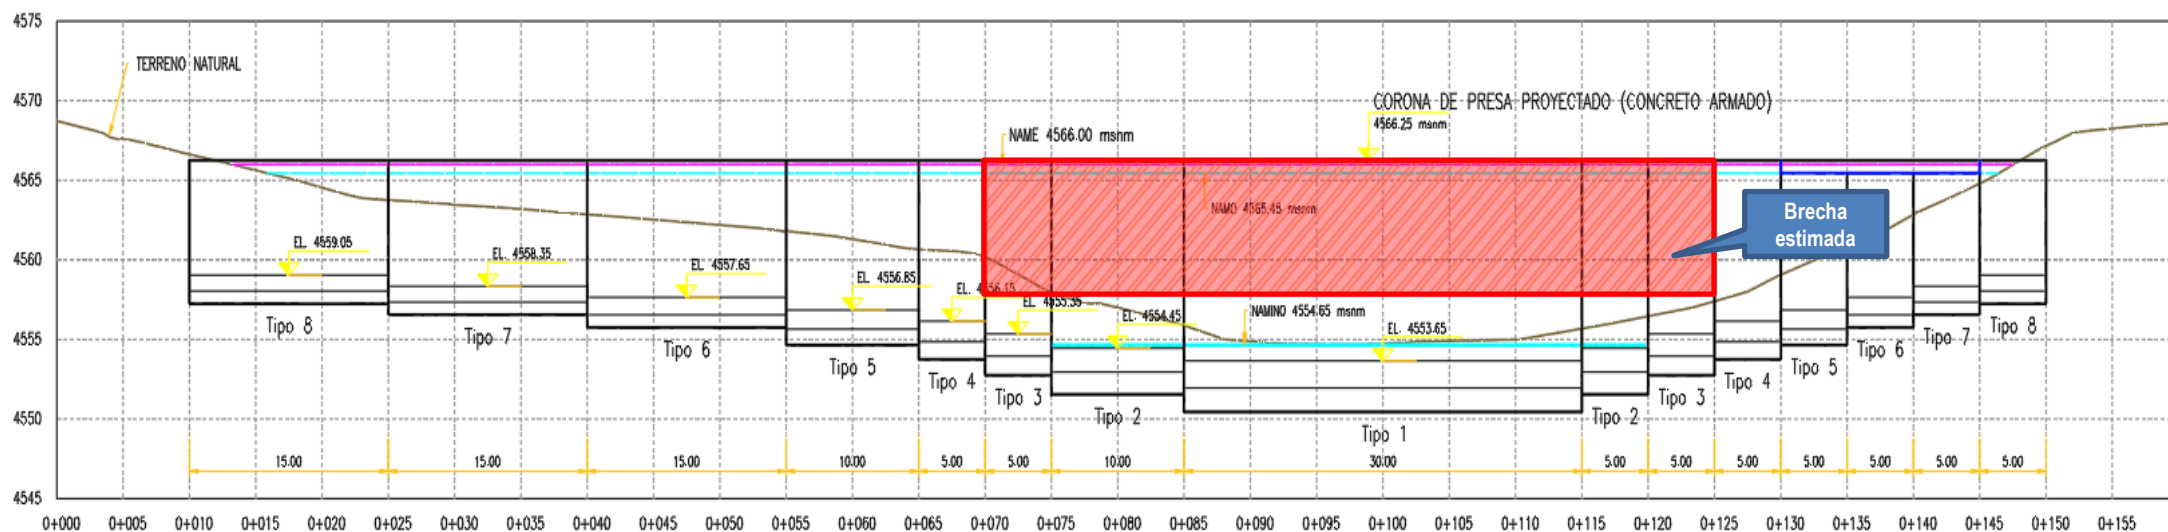 4575
TERRENO NATURAL
4570
CORONA DE PRESA PROYECTADO (CONCRETO ARMADO)
4566.25 msnm
NAME 4566.00 msnm
4565
NAMO 4565.45 msnm
Brecha
estimada
4560
EL. 4559.05
EL. 4558.35
EL. 4557.65
EL. 4556.85
EL. 4556.15
EL. 4555.35
EL. 4554.45
NAMINO 4554.65 msnm
EL. 4553.65
4555
Tipo 8
Tipo 7
Tipo 6
Tipo 5
Tipo 4
Tipo 3
Tipo 2
Tipo 1
Tipo 2
Tipo 3
Tipo 4
Tipo 5
Tipo 6
Tipo 7
Tipo 8
4550
15.00 15.00 15.00 10.00 5.00 5.00 10.00 30.00 5.00 5.00 5.00 5.00 5.00 5.00 5.00
4545
0+000 0+005 0+010 0+015 0+020 0+025 0+030 0+035 0+040 0+045 0+050 0+055 0+060 0+065 0+070 0+075 0+080 0+085 0+090 0+095 0+100 0+105 0+110 0+115 0+120 0+125 0+130 0+135 0+140 0+145 0+150 0+155